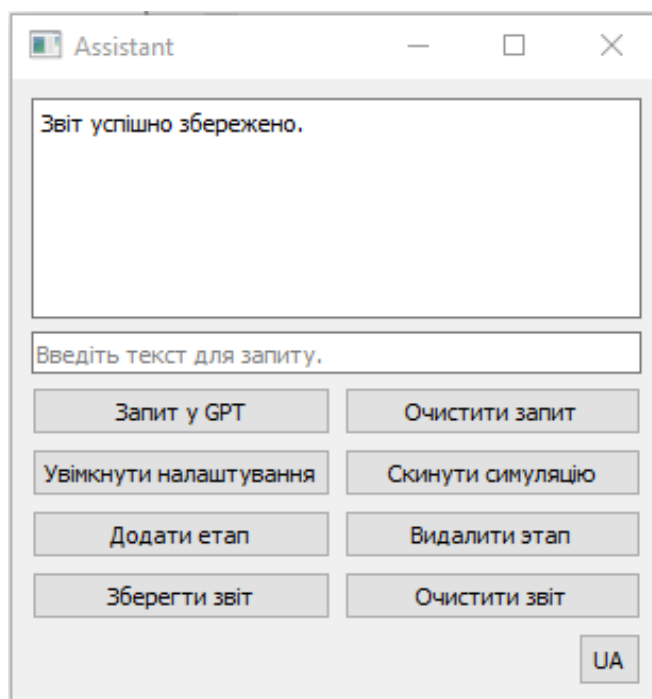 Assistant
Звіт успішно збережено.
Введіть текст для запиту.
Запит у GPT
Очистити запит
Увімкнути налаштування
Скинути симуляцію
Додати етап
Видалити этап
Зберегти звіт
Очистити звіт
UA